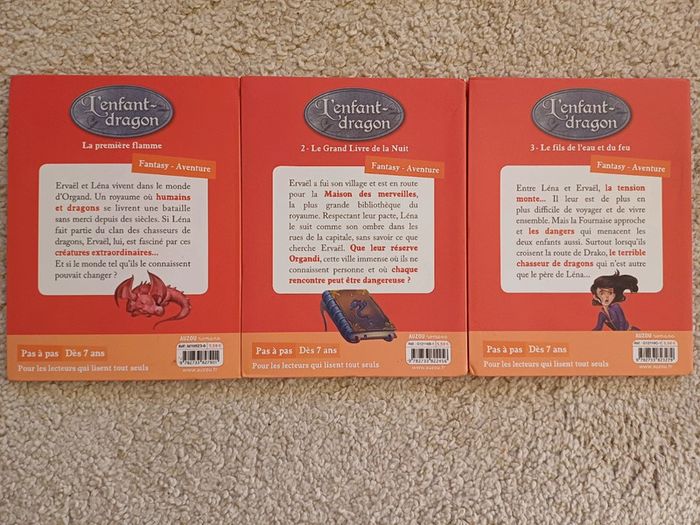 L'enfant-
dragon
La première flamme
Fantasy - Aventure
Ervaël et Léna vivent dans le monde
d'Organd. Un royaume où humains
et dragons se livrent une bataille
sans merci depuis des siècles. Si Léna
fait partie du clan des chasseurs de
dragons, Ervaël, lui, est fasciné par ces
créatures extraordinaires...
Et si le monde tel qu'ils le connaissent
pouvait changer ?
Pas à pas Dès 7 ans
Pour les lecteurs qui lisent tout seuls
AUZOU romans
www.auzou.fr
L'enfant-
dragon
2 - Le Grand Livre de la Nuit
Fantasy - Aventure
Ervaël a fui son village et est en route
pour la Maison des merveilles,
la plus grande bibliothèque du
royaume. Respectant leur pacte, Léna
le suit comme son ombre dans les
rues de la capitale, sans savoir ce que
cherche Ervaël. Que leur réserve
Organdi, cette ville immense où ils ne
connaissent personne et où chaque
rencontre peut être dangereuse ?
Pas à pas Dès 7 ans
Pour les lecteurs qui lisent tout seuls
AUZOU romans
www.auzou.fr
L'enfant-
dragon
3 - Le fils de l'eau et du feu
Fantasy - Aventure
Entre Léna et Ervaël, la tension
monte... Il leur est de plus en
plus difficile de voyager et de vivre
ensemble. Mais la Fournaise approche
et les dangers qui menacent les
deux enfants aussi. Surtout lorsqu'ils
croisent la route de Drako, le terrible
chasseur de dragons qui n'est autre
que le père de Léna...
Pas à pas Dès 7 ans
Pour les lecteurs qui lisent tout seuls
AUZOU romans
www.auzou.fr